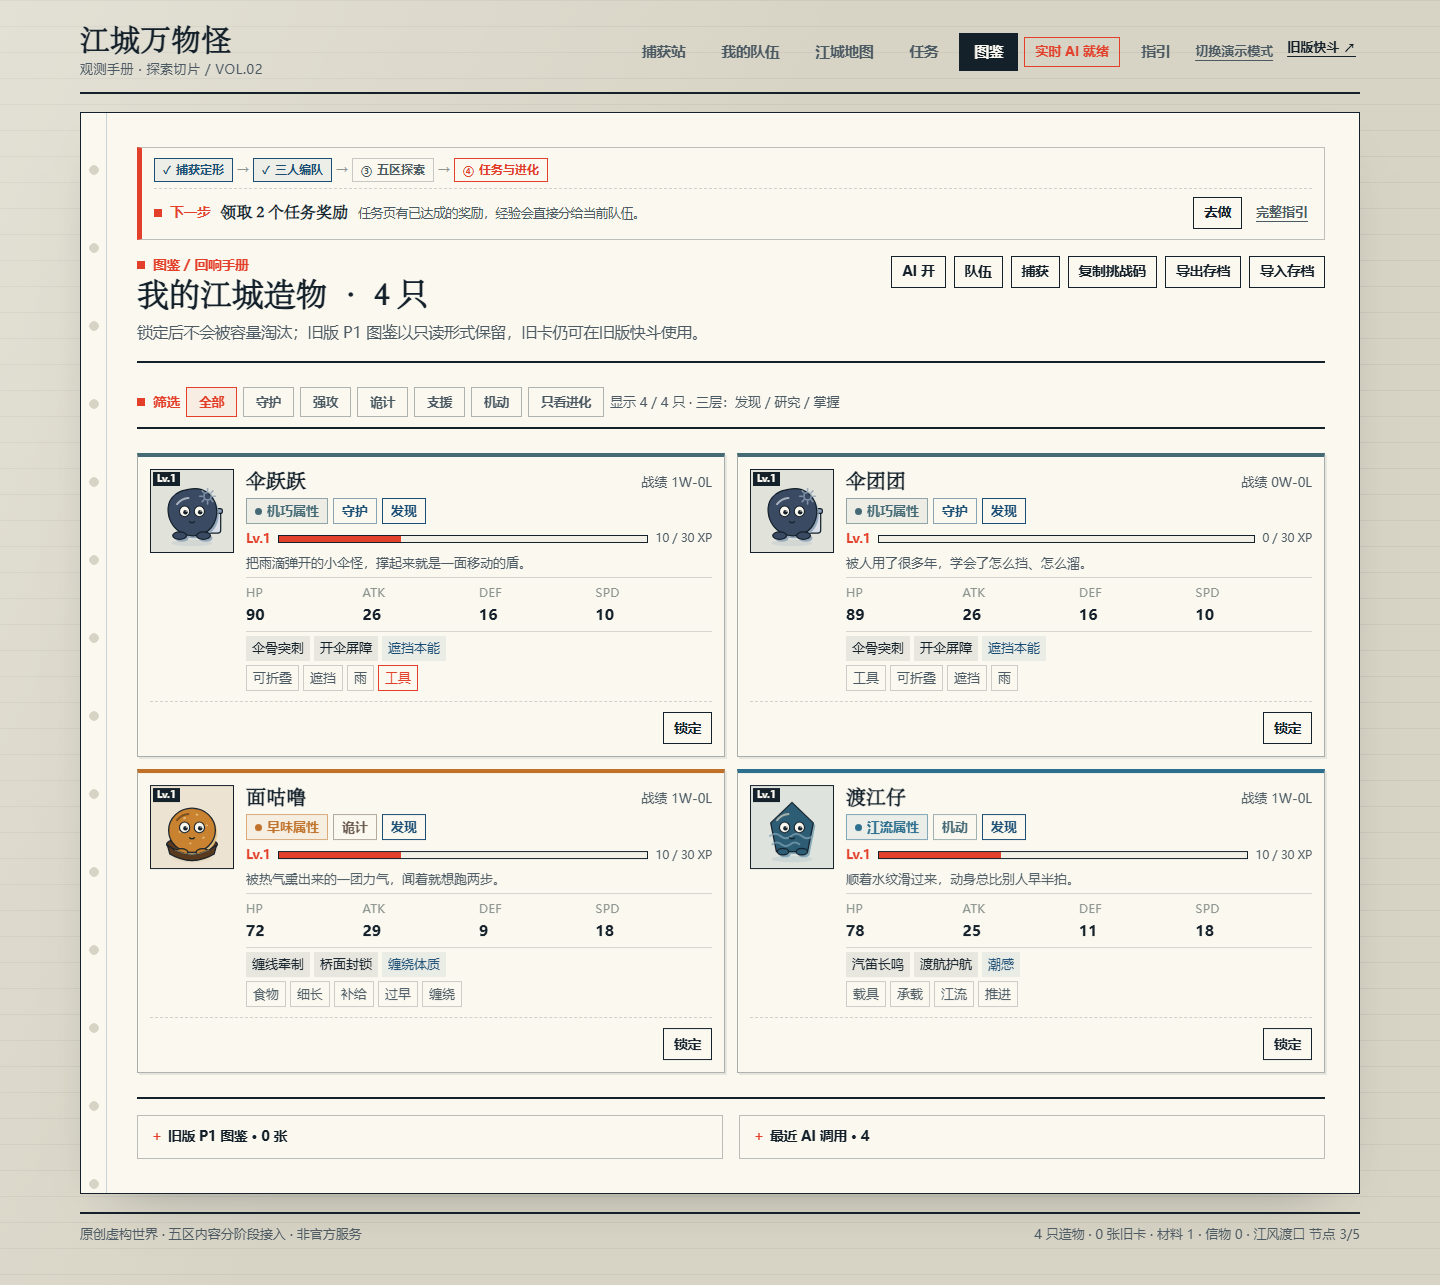 江城万物怪
观测手册 · 探索切片 / VOL.02
捕获站 我的队伍 江城地图 任务 图鉴 实时 AI 就绪 指引 切换演示模式 旧版快斗 ↗
✓ 捕获定形 → ✓ 三人编队 → ③ 五区探索 → ④ 任务与进化
下一步 领取 2 个任务奖励 任务页有已达成的奖励，经验会直接分给当前队伍。 去做 完整指引
图鉴 / 回响手册
我的江城造物 · 4 只
AI 开 队伍 捕获 复制挑战码 导出存档 导入存档
锁定后不会被容量淘汰；旧版 P1 图鉴以只读形式保留，旧卡仍可在旧版快斗使用。
筛选 全部 守护 强攻 诡计 支援 机动 只看进化 显示 4 / 4 只 · 三层：发现 / 研究 / 掌握
Lv.1
伞跃跃 战绩 1W-0L
机巧属性 守护 发现
Lv.1 10 / 30 XP
把雨滴弹开的小伞怪，撑起来就是一面移动的盾。
HP ATK DEF SPD
90 26 16 10
伞骨突刺 开伞屏障 遮挡本能
可折叠 遮挡 雨 工具
锁定
Lv.1
伞团团 战绩 0W-0L
机巧属性 守护 发现
Lv.1 0 / 30 XP
被人用了很多年，学会了怎么挡、怎么溜。
HP ATK DEF SPD
89 26 16 10
伞骨突刺 开伞屏障 遮挡本能
工具 可折叠 遮挡 雨
锁定
Lv.1
面咕噜 战绩 1W-0L
早味属性 诡计 发现
Lv.1 10 / 30 XP
被热气熏出来的一团力气，闻着就想跑两步。
HP ATK DEF SPD
72 29 9 18
缠线牵制 桥面封锁 缠绕体质
食物 细长 补给 过早 缠绕
锁定
Lv.1
渡江仔 战绩 1W-0L
江流属性 机动 发现
Lv.1 10 / 30 XP
顺着水纹滑过来，动身总比别人早半拍。
HP ATK DEF SPD
78 25 11 18
汽笛长鸣 渡航护航 潮感
载具 承载 江流 推进
锁定
+ 旧版 P1 图鉴 • 0 张
+ 最近 AI 调用 • 4
原创虚构世界 · 五区内容分阶段接入 · 非官方服务
4 只造物 · 0 张旧卡 · 材料 1 · 信物 0 · 江风渡口 节点 3/5